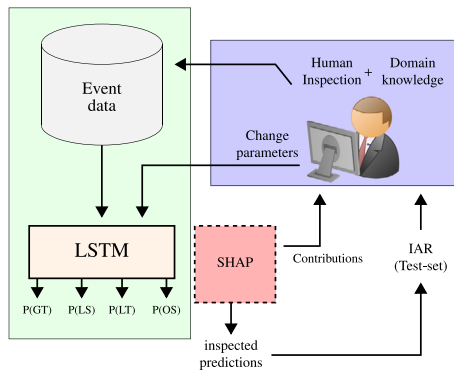 Event
data
Human
Inspection
+
Domain
knowledge
Change
parameters
LSTM
P(GT)
P(LS)
P(LT)
P(OS)
SHAP
Contributions
IAR
(Test-set)
inspected
predictions